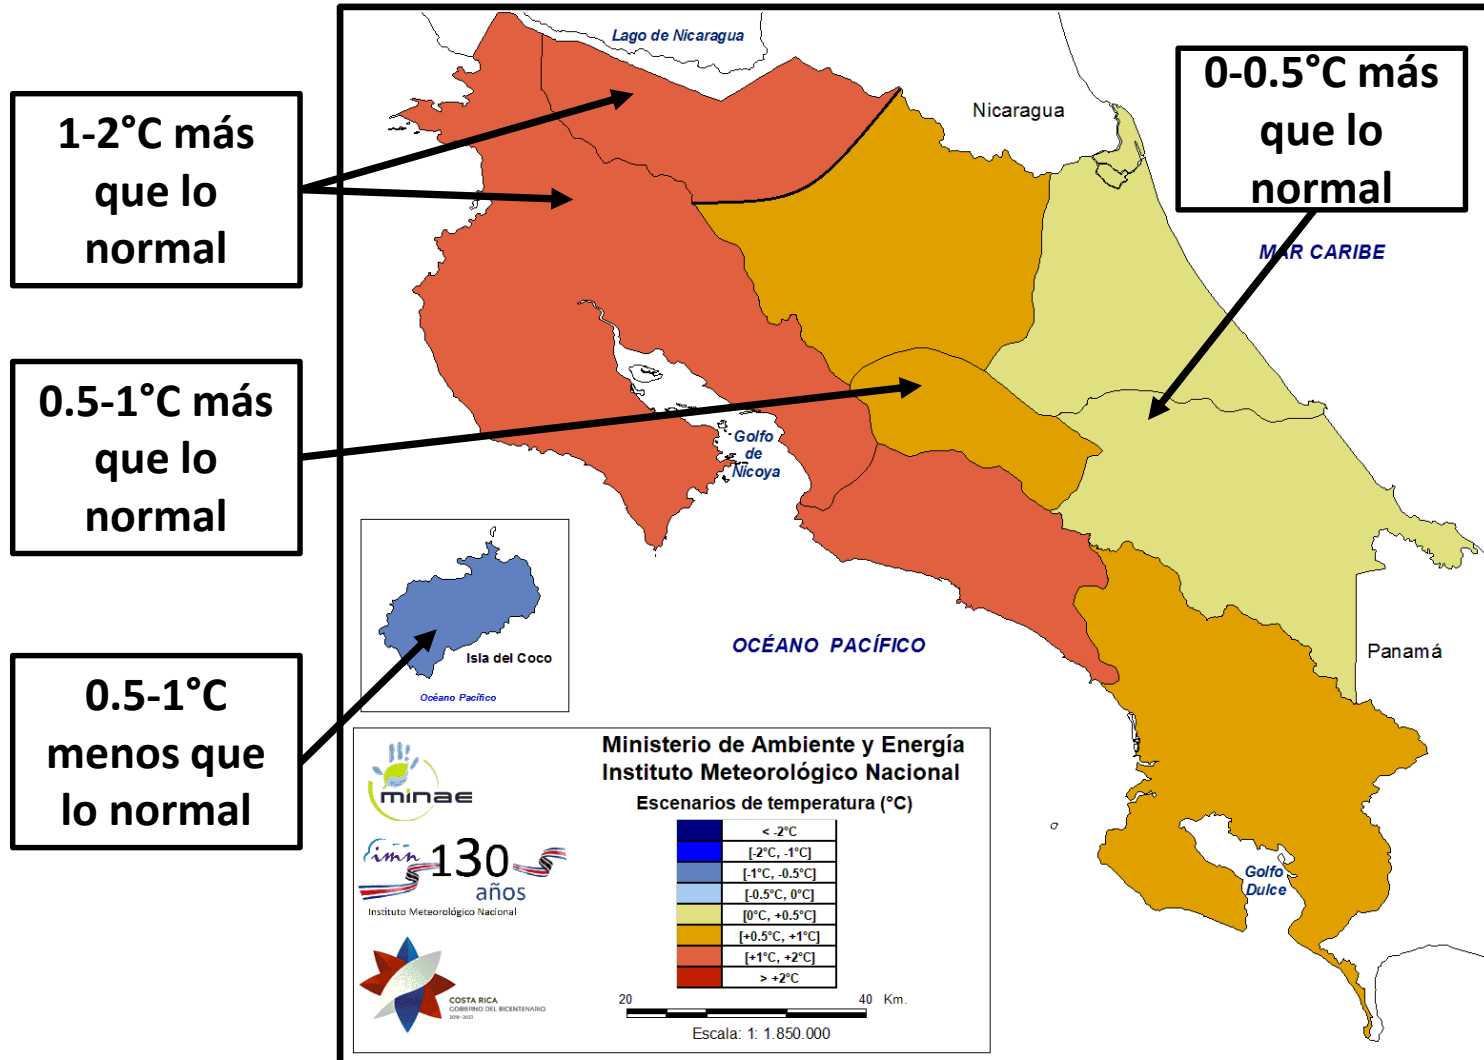 Lago de Nicaragua
1-2°C más
que lo
normal
0-0.5°C más
que lo
normal
Nicaragua
MAR CARIBE
0.5-1°C más
que lo
normal
Golfo
de
Nicoya
Isla del Coco
Océano Pacífico
OCÉANO PACÍFICO
Panamá
0.5-1°C
menos que
lo normal
Golfo
Dulce
minae
imn 130
años
Instituto Meteorológico Nacional
COSTA RICA
GOBIERNO DEL BICENTENARIO
2018-2022
Ministerio de Ambiente y Energía
Instituto Meteorológico Nacional
Escenarios de temperatura (°C)
< -2°C
[-2°C, -1°C]
[-1°C, -0.5°C]
[-0.5°C, 0°C]
[0°C, +0.5°C]
[+0.5°C, +1°C]
[+1°C, +2°C]
> +2°C
20 40 Km.
Escala: 1: 1.850.000